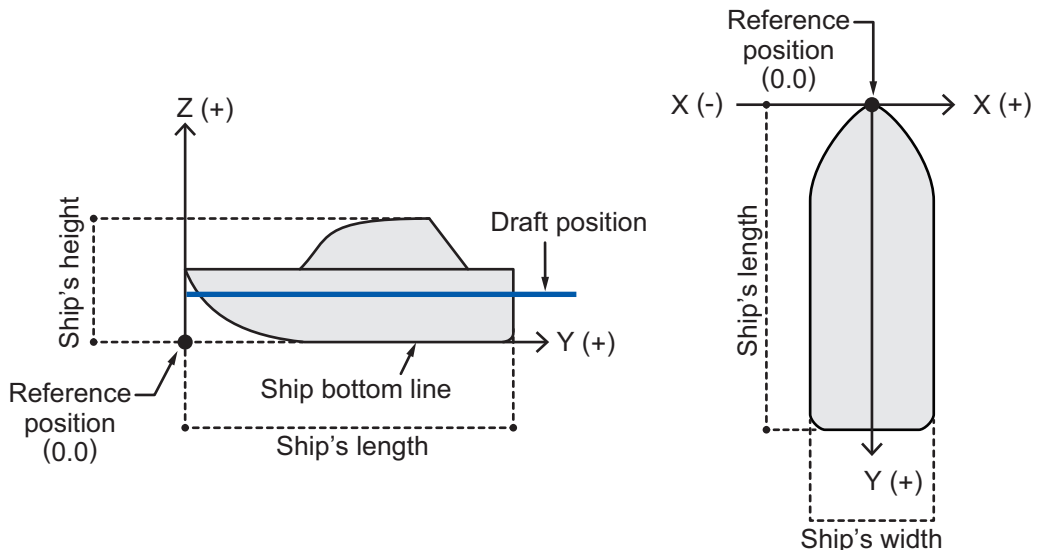 Z (+)
Ship's height
Draft position
Y (+)
Ship bottom line
Reference
position
(0.0)
Ship's length
Reference
position
(0.0)
X (-)
X (+)
Ship's length
Y (+)
Ship's width